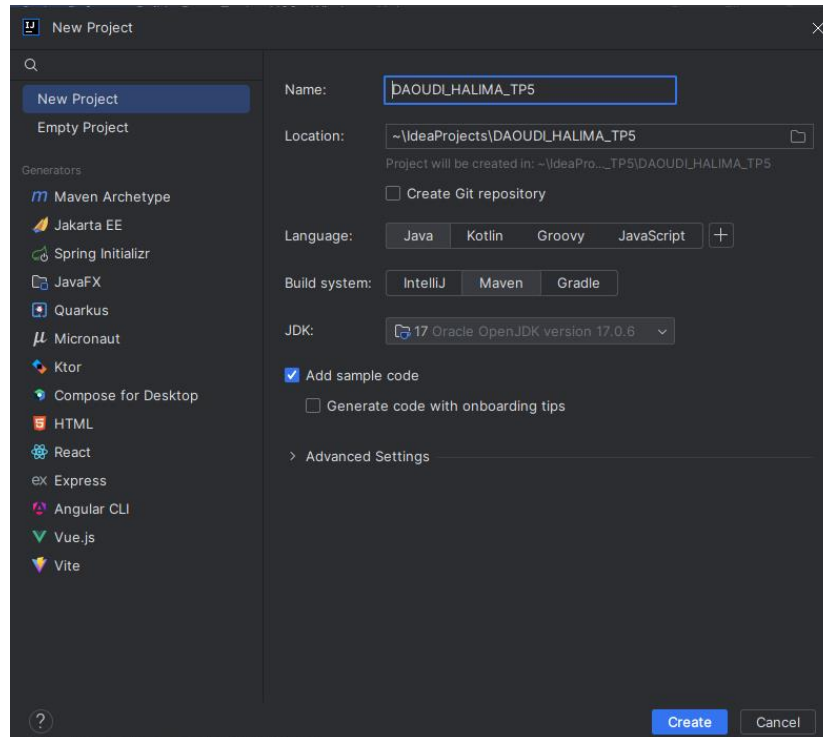 New Project
New Project
Empty Project
Generators
Maven Archetype
Jakarta EE
Spring Initializr
JavaFX
Quarkus
Micronaut
Ktor
Compose for Desktop
HTML
React
Express
Angular CLI
Vue.js
Vite
Name: DAOUDI_HALIMA_TP5
Location: ~\IdeaProjects\DAOUDI_HALIMA_TP5
Project will be created in: ~\IdeaPro..._TP5\DAOUDI_HALIMA_TP5
Create Git repository
Language: Java Kotlin Groovy JavaScript +
Build system: IntelliJ Maven Gradle
JDK: 17 Oracle OpenJDK version 17.0.6
Add sample code
Generate code with onboarding tips
> Advanced Settings
? Create Cancel